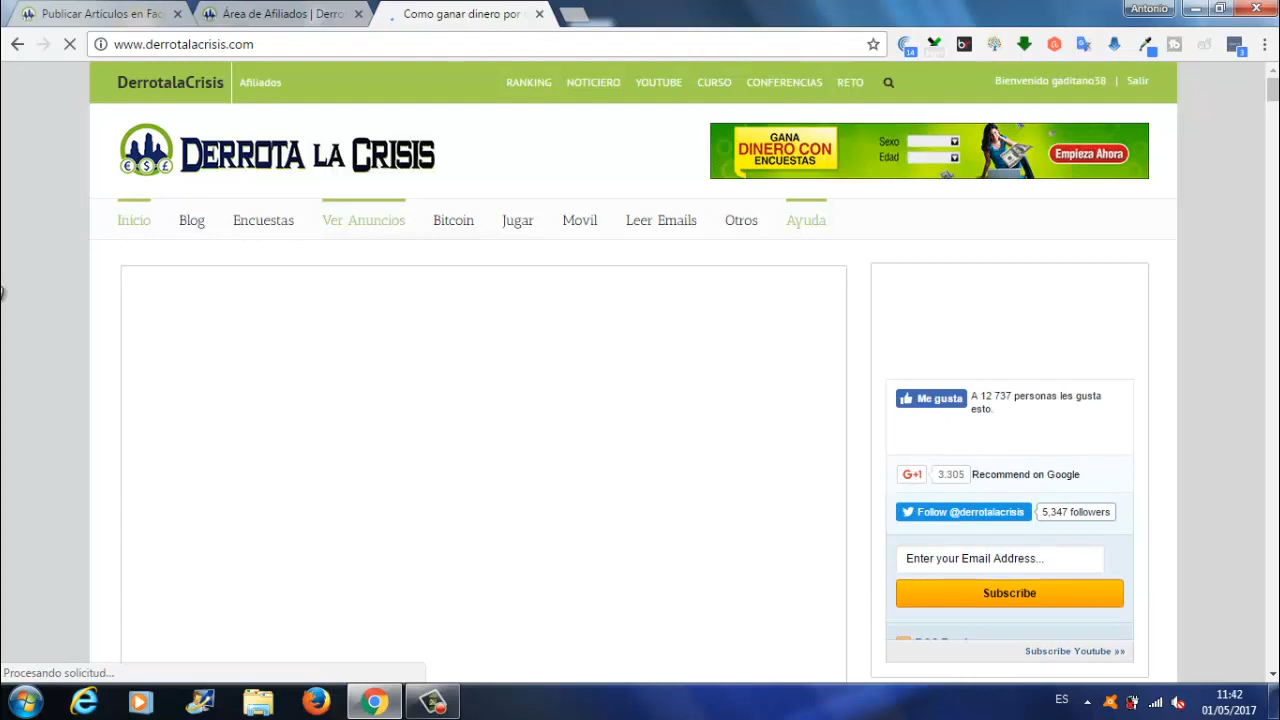 Publicar Artículos en Fac
Área de Afiliados | Derro
Como ganar dinero por
Antonio
www.derrotalacrisis.com
14
3
DerrotalaCrisis
Afiliados
RANKING NOTICIERO YOUTUBE CURSO CONFERENCIAS RETO
Bienvenido gaditano38 | Salir
DERROTA LA CRISIS
GANA
DINERO CON
ENCUESTAS
Sexo
Edad
Empieza Ahora
Inicio Blog Encuestas Ver Anuncios Bitcoin Jugar Movil Leer Emails Otros Ayuda
Me gusta
A 12 737 personas les gusta
esto.
G+1 3.305 Recommend on Google
Follow @derrotalacrisis 5,347 followers
Enter your Email Address...
Subscribe
Subscribe Youtube »»
Procesando solicitud...
ES
11:42
01/05/2017